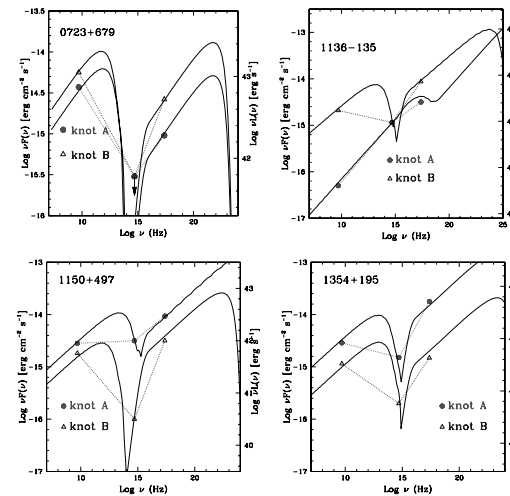 0723+679
-14
-14.5
-15
-15.5
-16
Log νF(ν) [erg cm⁻² s⁻¹]
43
42
Log νL(ν) [erg s⁻¹]
knot A
knot B
10
15
20
Log ν (Hz)
1136-135
-13
-14
-15
-16
-17
Log νF(ν) [erg cm⁻² s⁻¹]
knot A
knot B
5
10
15
20
25
Log ν (Hz)
1150+497
-13
-14
-15
-16
-17
Log νF(ν) [erg cm⁻² s⁻¹]
43
42
41
40
Log νL(ν) [erg s⁻¹]
knot A
knot B
10
15
20
Log ν (Hz)
1354+195
-13
-14
-15
-16
-17
Log νF(ν) [erg cm⁻² s⁻¹]
knot A
knot B
10
15
20
Log ν (Hz)